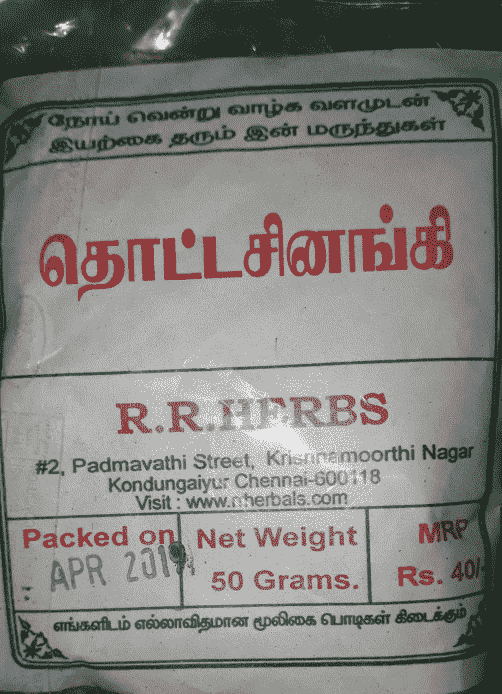 நோய் வென்று வாழ்க வளமுடன்
இயற்கை தரும் இன் மருந்துகள்
தொட்டசினங்கி
R.R.HERBS
#2, Padmavathi Street, Krishnamoorthi Nagar
Kondungaiyur Chennai-600118
Visit : www.rrherbals.com
Packed on Net Weight MRP
APR 2019 50 Grams. Rs. 40/-
எங்களிடம் எல்லாவிதமான மூலிகை பொடிகள் கிடைக்கும்